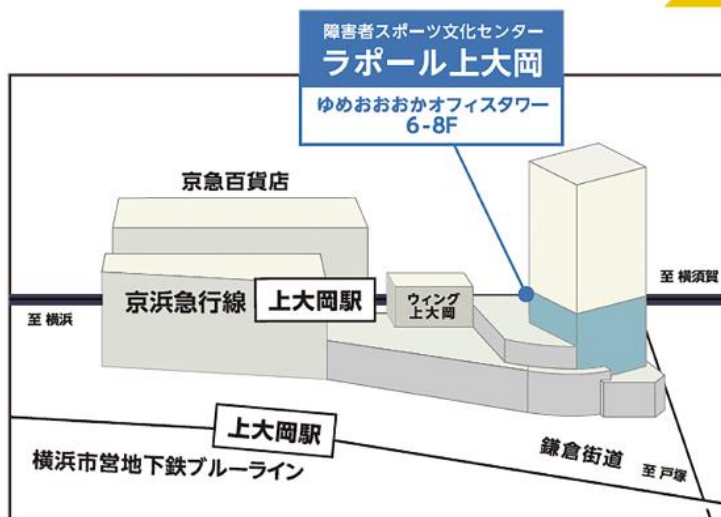 障害者スポーツ文化センター
ラポール上大岡
ゆめおおおかオフィスタワー
6-8F
京急百貨店
至 横須賀
京浜急行線
上大岡駅
ウィング
上大岡
至 横浜
上大岡駅
横浜市営地下鉄ブルーライン
鎌倉街道
至 戸塚